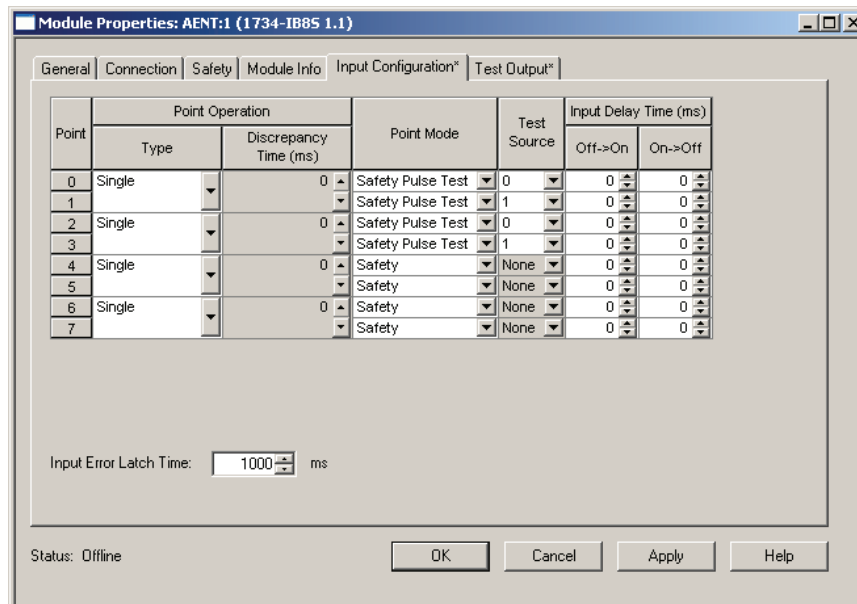 Module Properties: AENT:1 (1734-IB8S 1.1)
General Connection Safety Module Info Input Configuration* Test Output*
Point Point Operation Point Mode Test Source Input Delay Time (ms)
Type Discrepancy Time (ms) Off->On On->Off
0 Single 0 Safety Pulse Test 0 0 0
1 Safety Pulse Test 1 0 0
2 Single 0 Safety Pulse Test 0 0 0
3 Safety Pulse Test 1 0 0
4 Single 0 Safety None 0 0
5 Safety None 0 0
6 Single 0 Safety None 0 0
7 Safety None 0 0
Input Error Latch Time: 1000 ms
Status: Offline OK Cancel Apply Help